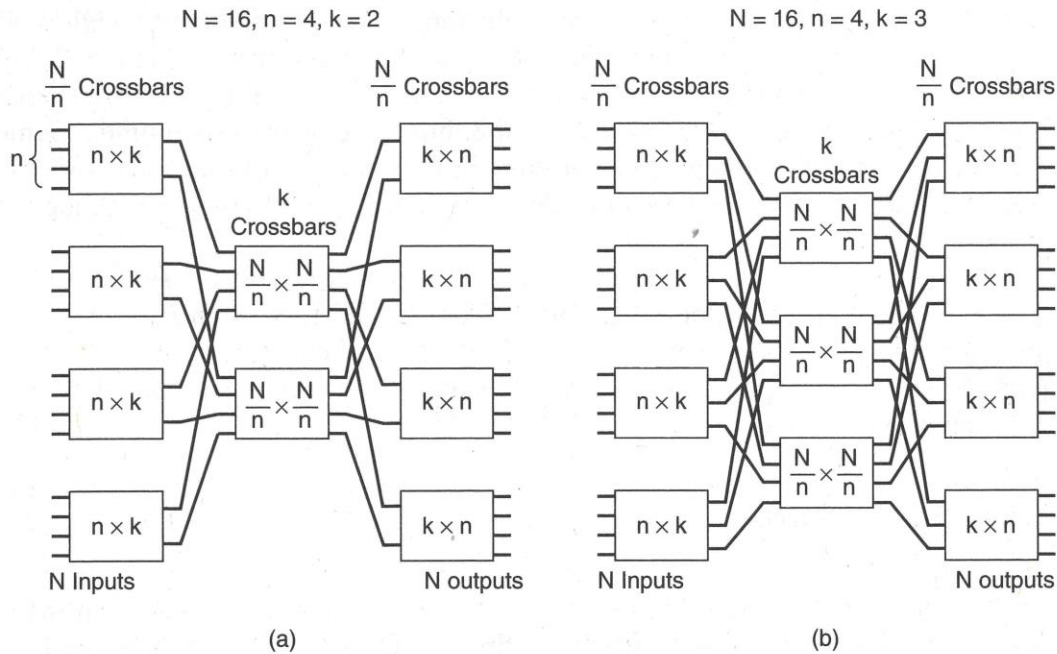 N = 16, n = 4, k = 2
N/n Crossbars
N/n Crossbars
n
n × k
n × k
n × k
n × k
k
Crossbars
N/n × N/n
N/n × N/n
k × n
k × n
k × n
k × n
N Inputs
N outputs
(a)
N = 16, n = 4, k = 3
N/n Crossbars
N/n Crossbars
n × k
n × k
n × k
n × k
k
Crossbars
N/n × N/n
N/n × N/n
N/n × N/n
k × n
k × n
k × n
k × n
N Inputs
N outputs
(b)